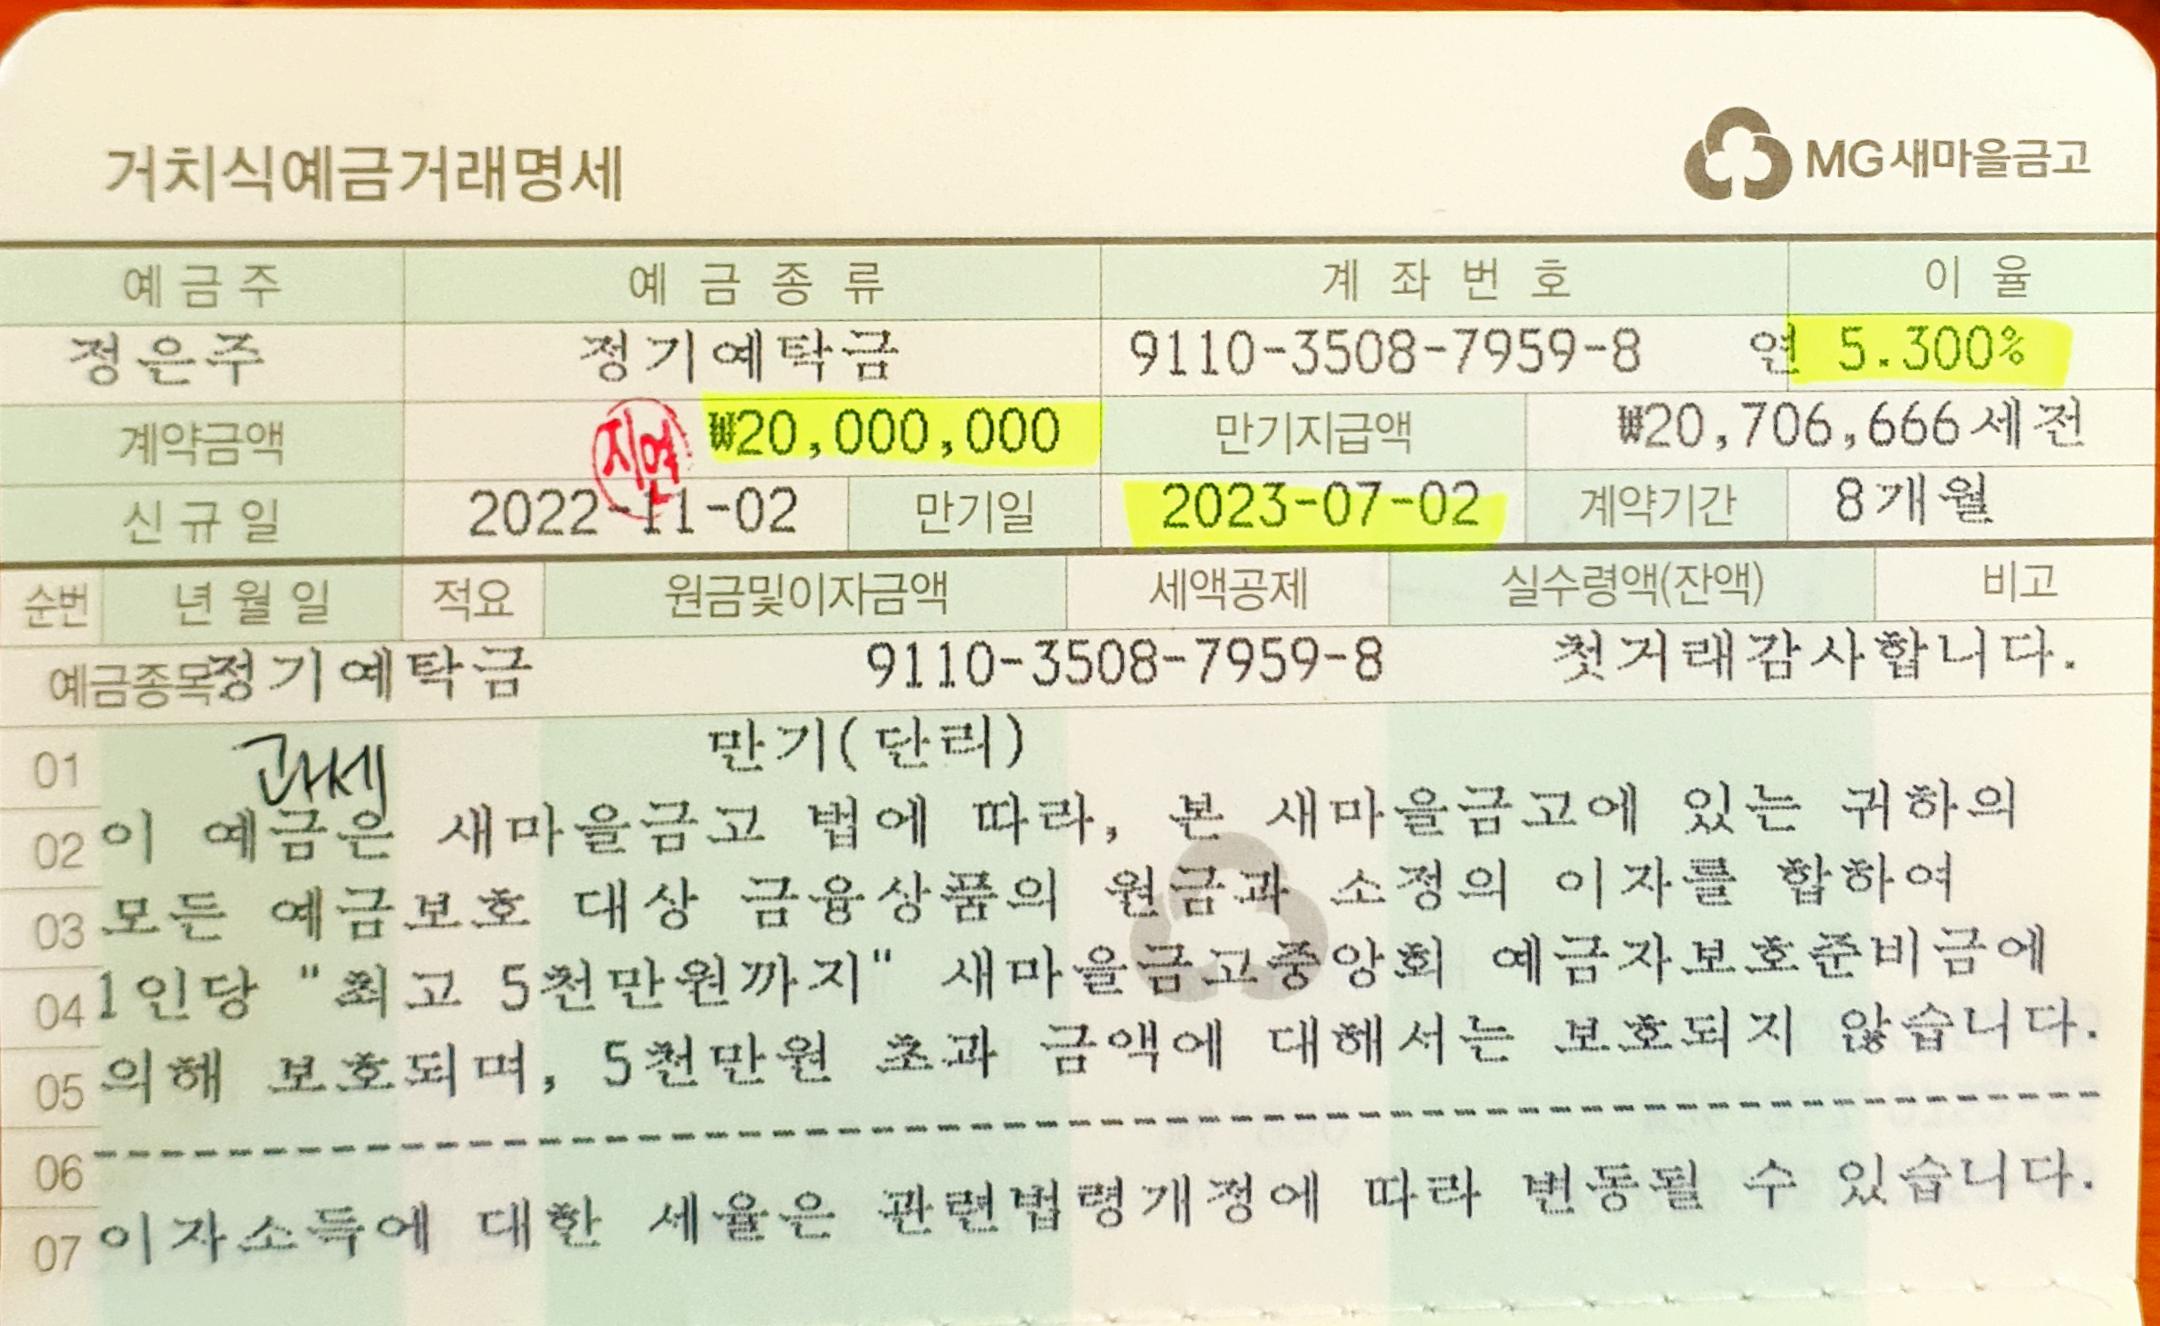 거치식예금거래명세 MG새마을금고
예금주 예금종류 계좌번호 이율
정은주 정기예탁금 9110-3508-7959-8 연 5.300%
계약금액 지연 ₩20,000,000 만기지급액 ₩20,706,666세전
신규일 2022-11-02 만기일 2023-07-02 계약기간 8개월
순번 년월일 적요 원금및이자금액 세액공제 실수령액(잔액) 비고
예금종목 정기예탁금 9110-3508-7959-8 첫거래감사합니다.
01 과세 만기(단리)
02 이 예금은 새마을금고 법에 따라, 본 새마을금고에 있는 귀하의
03 모든 예금보호 대상 금융상품의 원금과 소정의 이자를 합하여
04 1인당 "최고 5천만원까지" 새마을금고중앙회 예금자보호준비금에
05 의해 보호되며, 5천만원 초과 금액에 대해서는 보호되지 않습니다.
06 --------------------------------
07 이자소득에 대한 세율은 관련법령개정에 따라 변동될 수 있습니다.